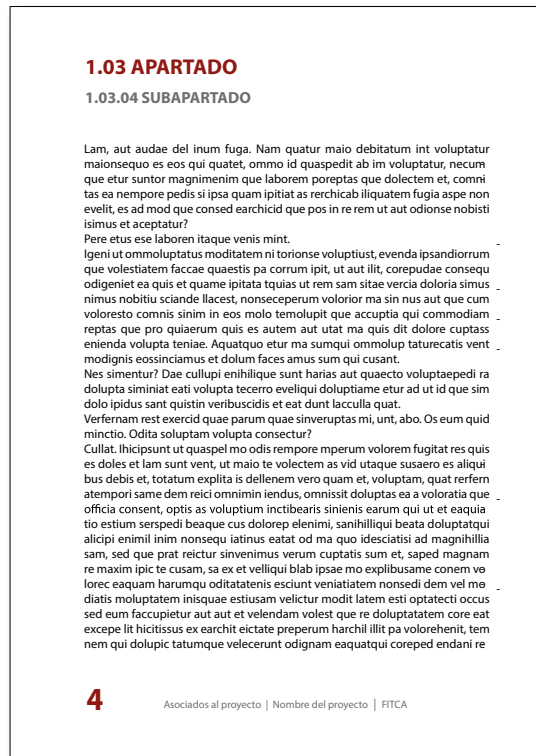 1.03 APARTADO
1.03.04 SUBAPARTADO
Lam, aut audae del inum fuga. Nam quatur maio debitatum int voluptatur
maionsequo es eos qui quatet, ommo id quaspedit ab im voluptatur, necum-
que etur suntor magnimenim que laborem poreptas que dolectem et, comni-
tas ea nempore pedis si ipsa quam ipitiat as rerchicab iliquatem fugia aspe non
evelit, es ad mod que consed earchicid que pos in re rem ut aut odionse nobisti
isimus et aceptatur?
Pere etus ese laboren itaque venis mint.
Igeni ut ommoluptatus moditatem ni torionse voluptiust, evenda ipsandiorrum
que volestiatem faccae quaestis pa corrum ipit, ut aut ilit, corepudae consequ-
odigeniet ea quis et quame ipitata tquias ut rem sam sitae vercia doloria simus
nimus nobitiu sciande llacest, nonseceperum volorior ma sin nus aut que cum
voloresto comnis sinim in eos molo temolupit que accuptia qui commodiam
reptas que pro quiaerum quis es autem aut utat ma quis dit dolore cuptass-
enienda volupta teniae. Aquatquo etur ma sumqui ommolup taturecatis vent
modignis eossinciamus et dolum faces amus sum qui cusant.
Nes simentur? Dae cullupi enihilique sunt harias aut quaecto voluptaepedi ra
dolupta siminiat eati volupta tecerro eveliqui doluptiame etur ad ut id que sim
dolo ipidus sant quistin veribuscidis et eat dunt lacculla quat.
Verfernam rest exercid quae parum quae sinveruptas mi, unt, abo. Os eum quid
minctio. Odita soluptam volupta consectur?
Cullat. Ihicipsunt ut quaspel mo odis rempore mperum volorem fugitat res quis
es doles et lam sunt vent, ut maio te volectem as vid utaque susaero es aliqui-
bus debis et, totatum explita is dellenem vero quam et, voluptam, quat rerfern-
atempori same dem reici omnimin iendus, omnissit doluptas ea a voloratia que
officia consent, optis as voluptium inctibearis sinienis earum qui ut et eaquia-
tio estium serspedi beaque cus dolorep elenimi, sanihilliqui beata doluptatqui
alicipi enimil inim nonsequ iatinus eatat od ma quo idesciatisi ad magnihillia
sam, sed que prat reictur sinvenimus verum cuptatis sum et, saped magnam
re maxim ipic te cusam, sa ex et velliqui blab ipsae mo explibusame conem vo-
lorec eaquam harumqu oditatatenis esciunt veniatiatem nonsedi dem vel mo-
diatis moluptatem inisquae estiusam velictur modit latem esti optatecti occus
sed eum faccupietur aut aut et velendam volest que re doluptatatem core eat
excepe lit hicitissus ex earchit eictate preperum harchil illit pa volorehenit, tem
nem qui dolupic tatumque velecerunt odignam eaquatqui coreped endani re
4 Asociados al proyecto | Nombre del proyecto | FITCA